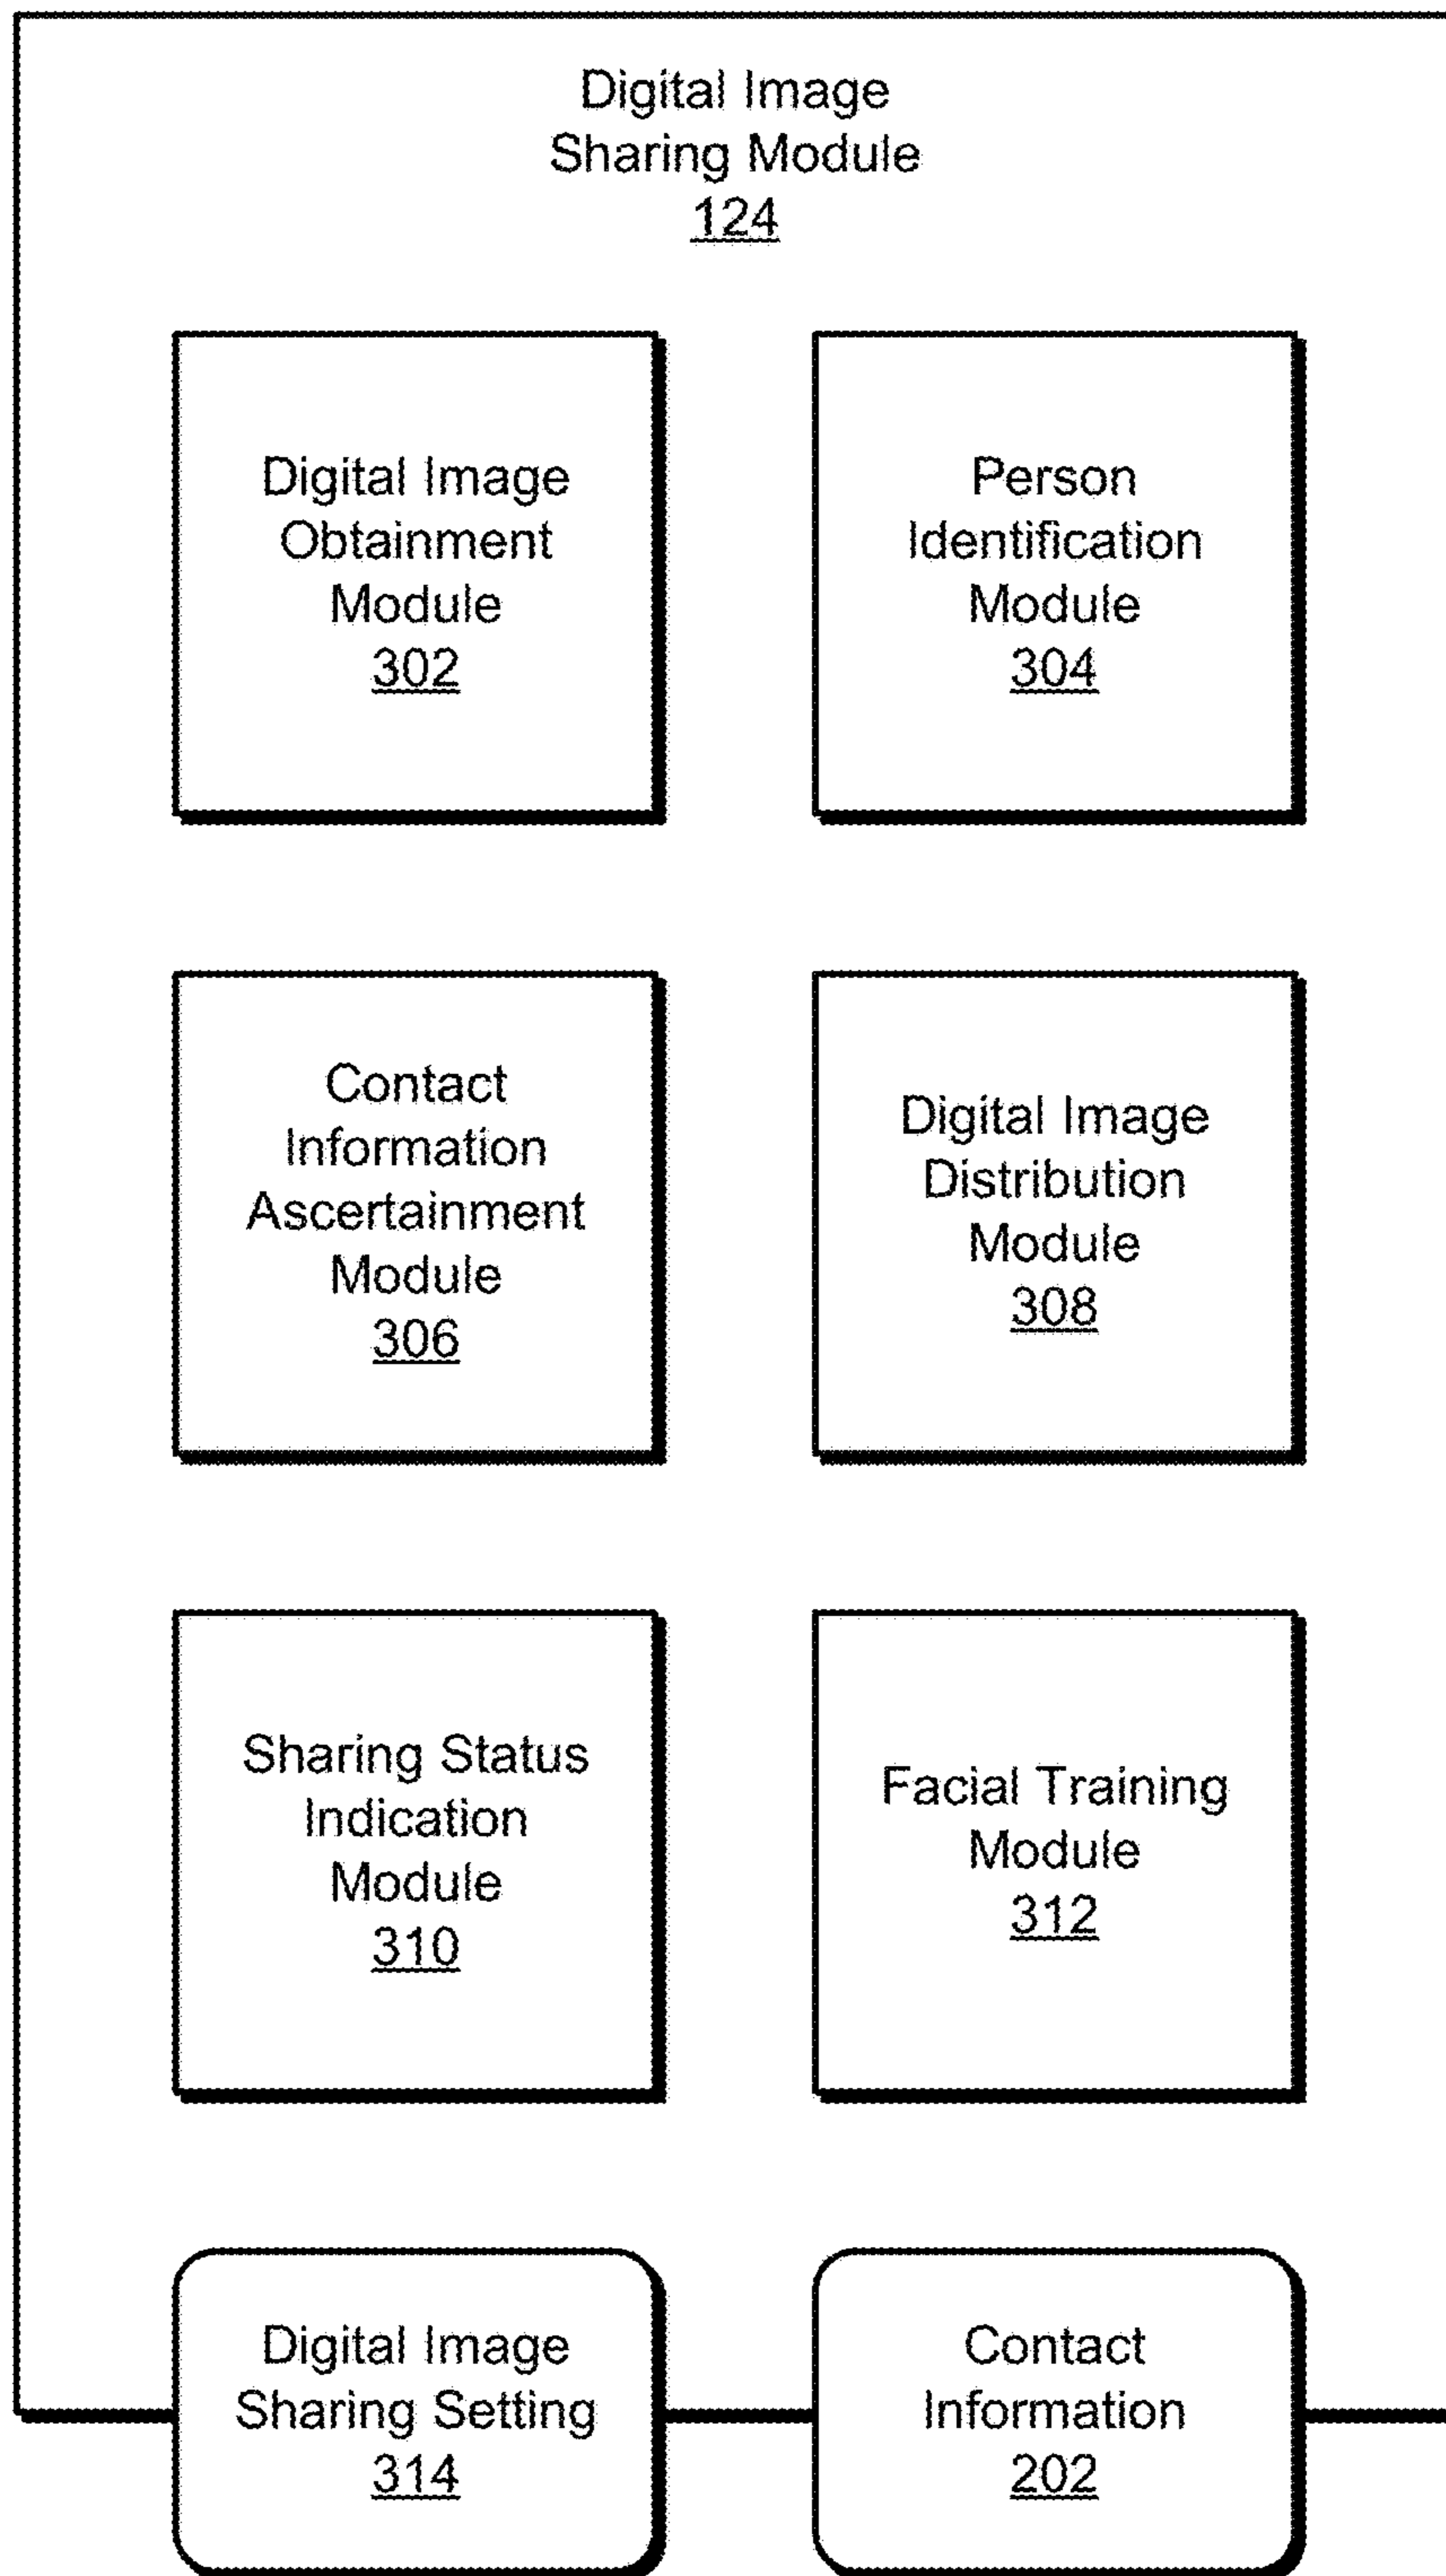 Digital Image
Sharing Module
124
Digital Image
Obtainment
Module
302
Person
Identification
Module
304
Contact
Information
Ascertainment
Module
306
Digital Image
Distribution
Module
308
Sharing Status
Indication
Module
310
Facial Training
Module
312
Digital Image
Sharing Setting
314
Contact
Information
202